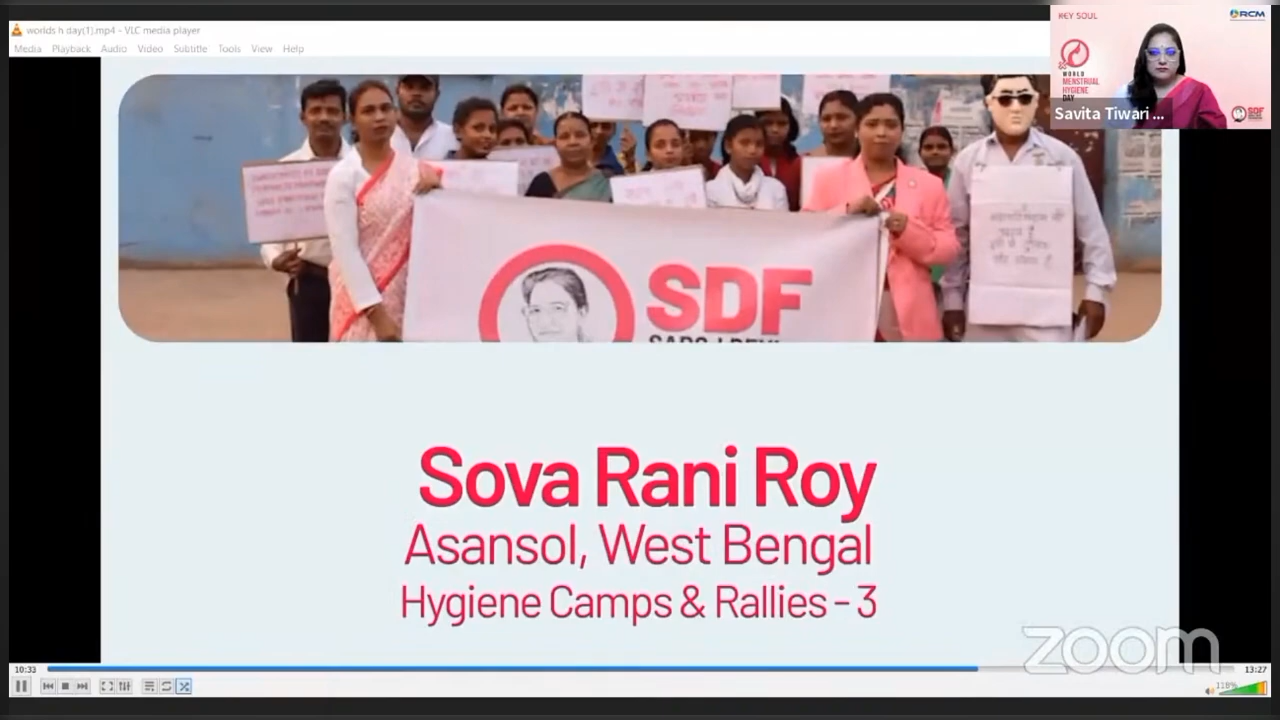 worlds h day(1).mp4 - VLC media player
Media Playback Audio Video Subtitle Tools View Help
KEY SOUL
RCM
WORLD
MENSTRUAL
HYGIENE
DAY
Savita Tiwari ...
SDF
SDF
Sova Rani Roy
Asansol, West Bengal
Hygiene Camps & Rallies - 3
zoom
10:33
13:27
118%